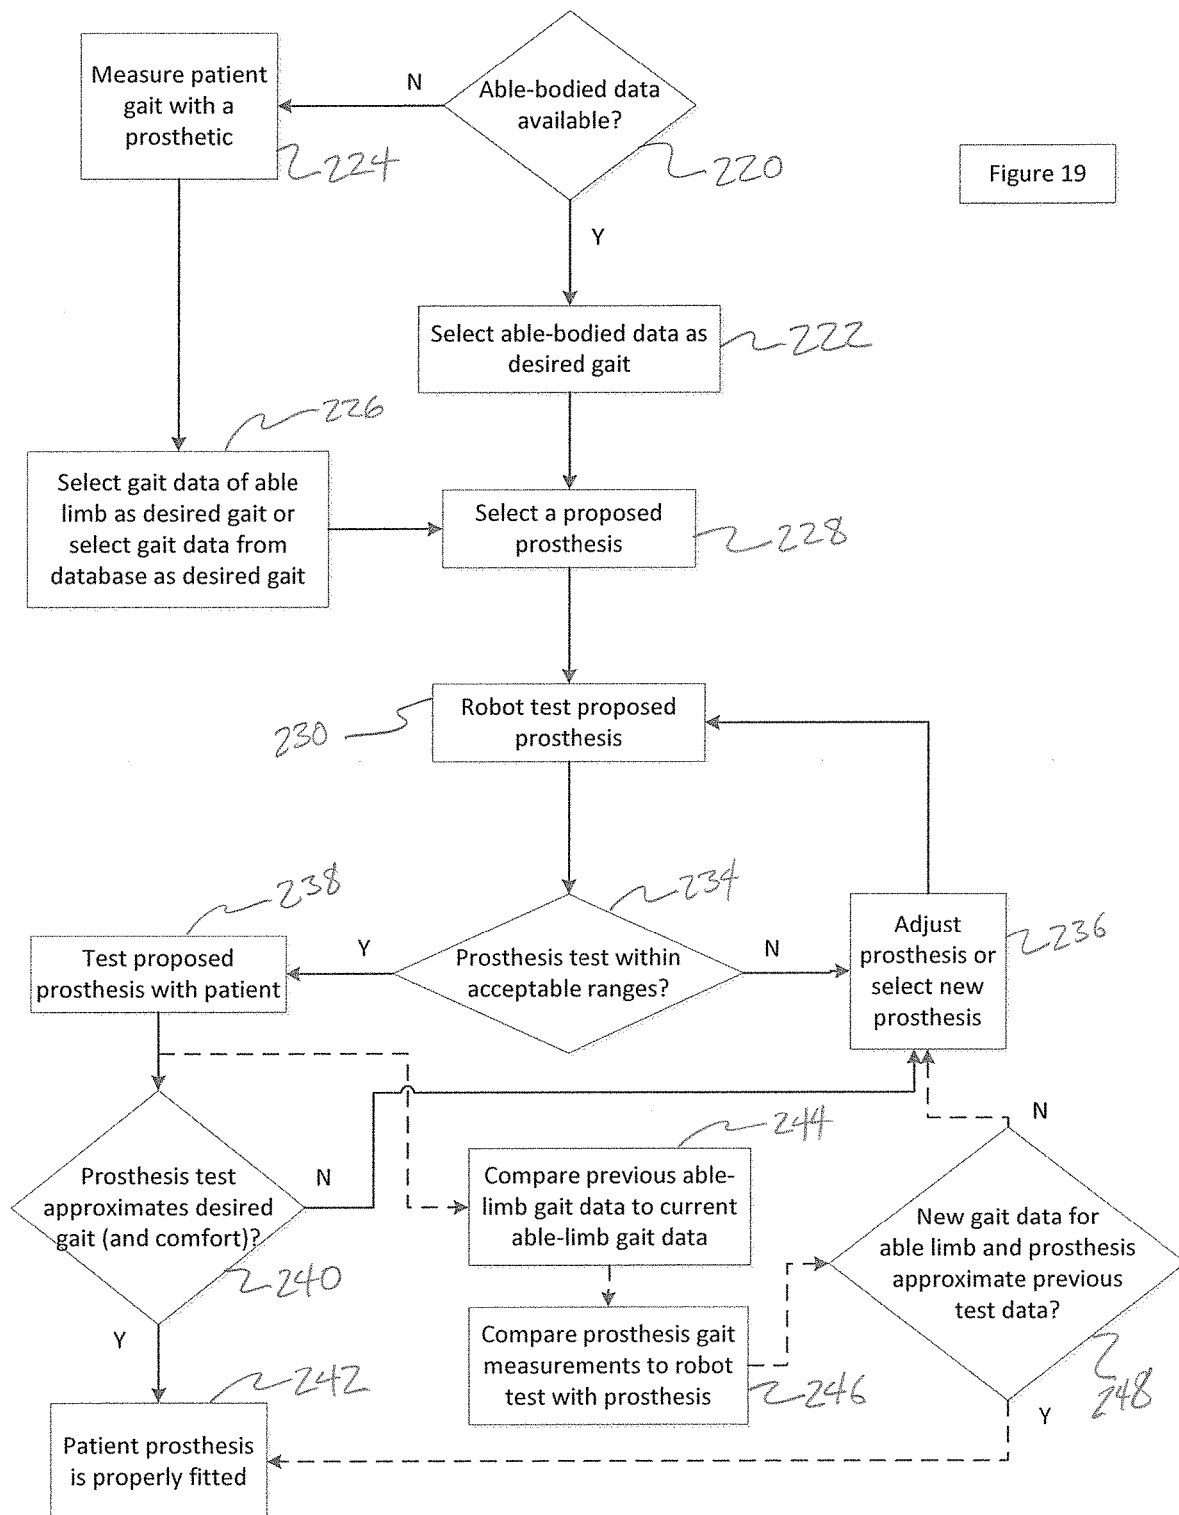 Measure patient
gait with a
prosthetic
224
N
Able-bodied data
available?
220
Figure 19
Y
Select able-bodied data as
desired gait
222
226
Select gait data of able
limb as desired gait or
select gait data from
database as desired gait
Select a proposed
prosthesis
228
230
Robot test proposed
prosthesis
238
Test proposed
prosthesis with patient
Y
234
Prosthesis test within
acceptable ranges?
N
Adjust
prosthesis or
select new
prosthesis
236
Prosthesis test
approximates desired
gait (and comfort)?
240
N
Y
244
Compare previous able-
limb gait data to current
able-limb gait data
Compare prosthesis gait
measurements to robot
test with prosthesis
246
N
New gait data for
able limb and prosthesis
approximate previous
test data?
248
Y
242
Patient prosthesis
is properly fitted